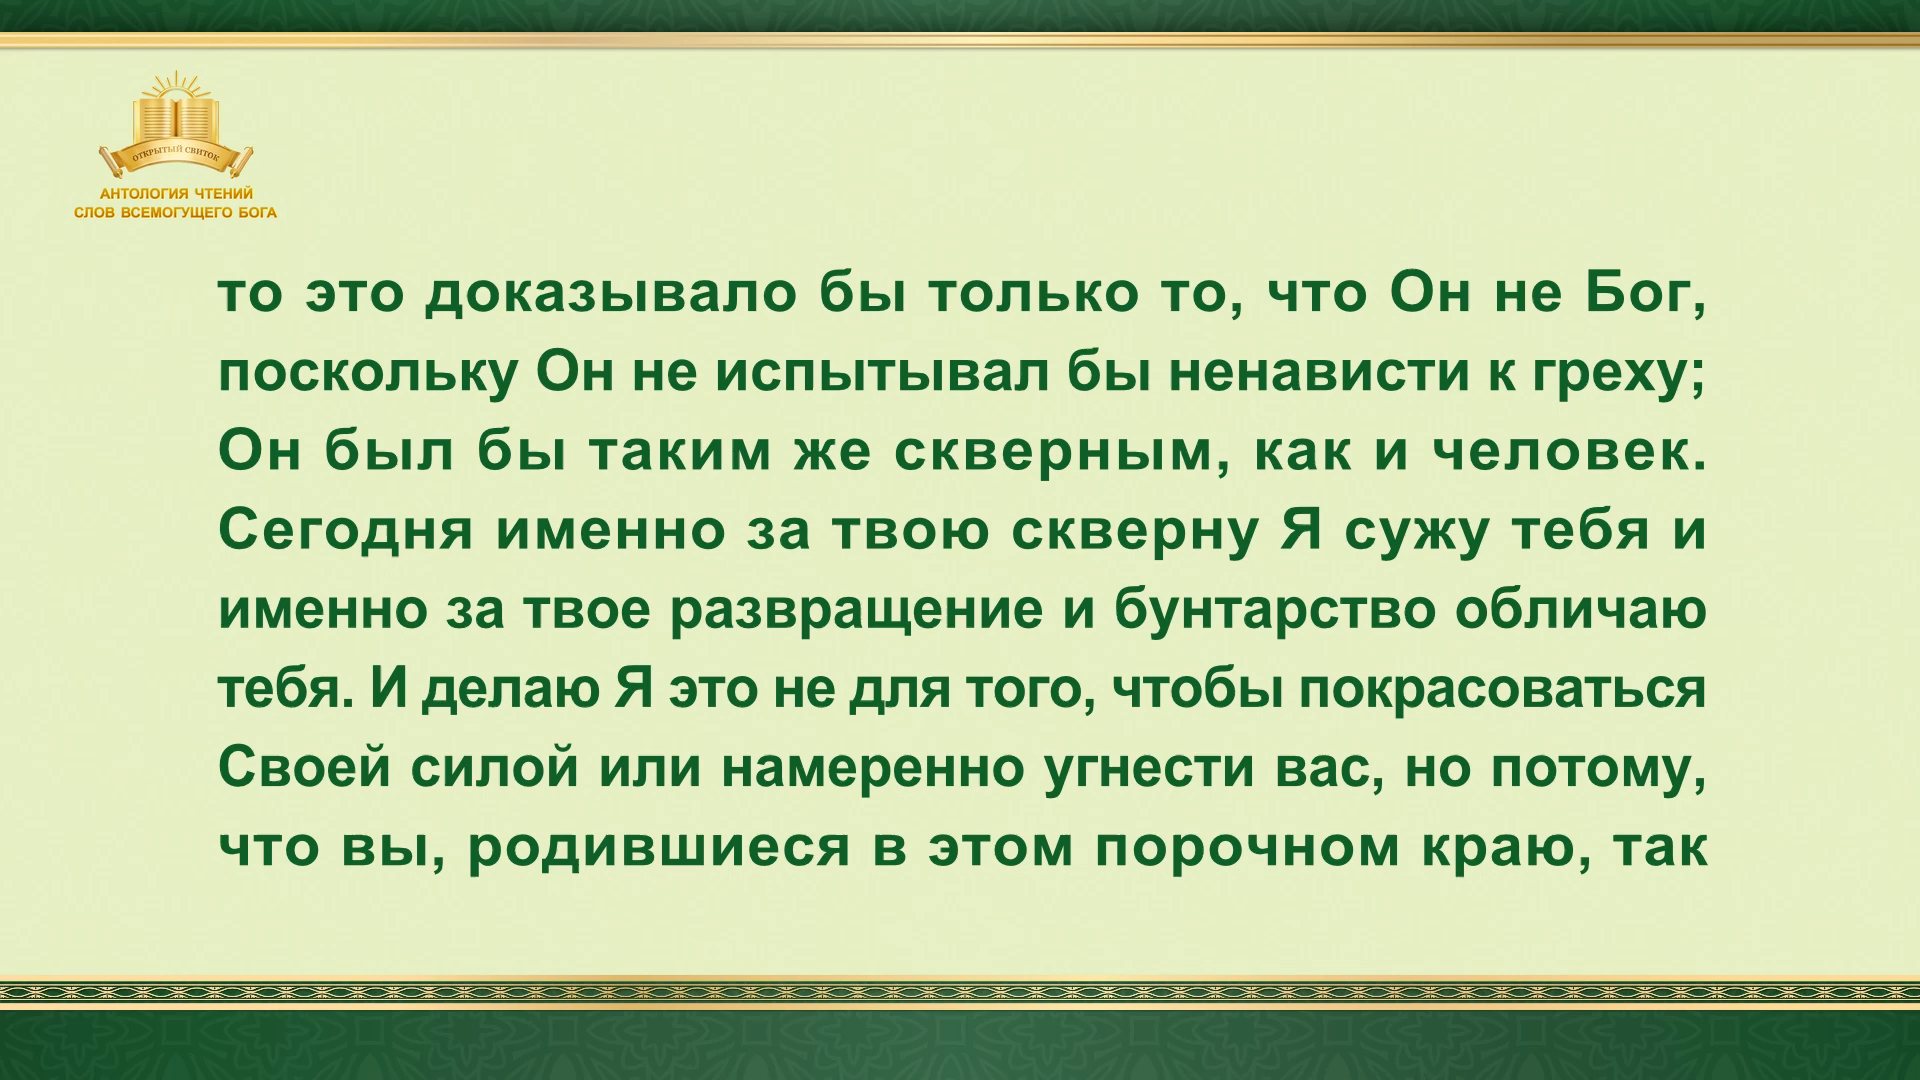 ОТКРЫТЫЙ СВИТОК
АНТОЛОГИЯ ЧТЕНИЙ
СЛОВ ВСЕМОГУЩЕГО БОГА
то это доказывало бы только то, что Он не Бог,
поскольку Он не испытывал бы ненависти к греху;
Он был бы таким же скверным, как и человек.
Сегодня именно за твою скверну Я сужу тебя и
именно за твое развращение и бунтарство обличаю
тебя. И делаю Я это не для того, чтобы покрасоваться
Своей силой или намеренно угнести вас, но потому,
что вы, родившиеся в этом порочном краю, так